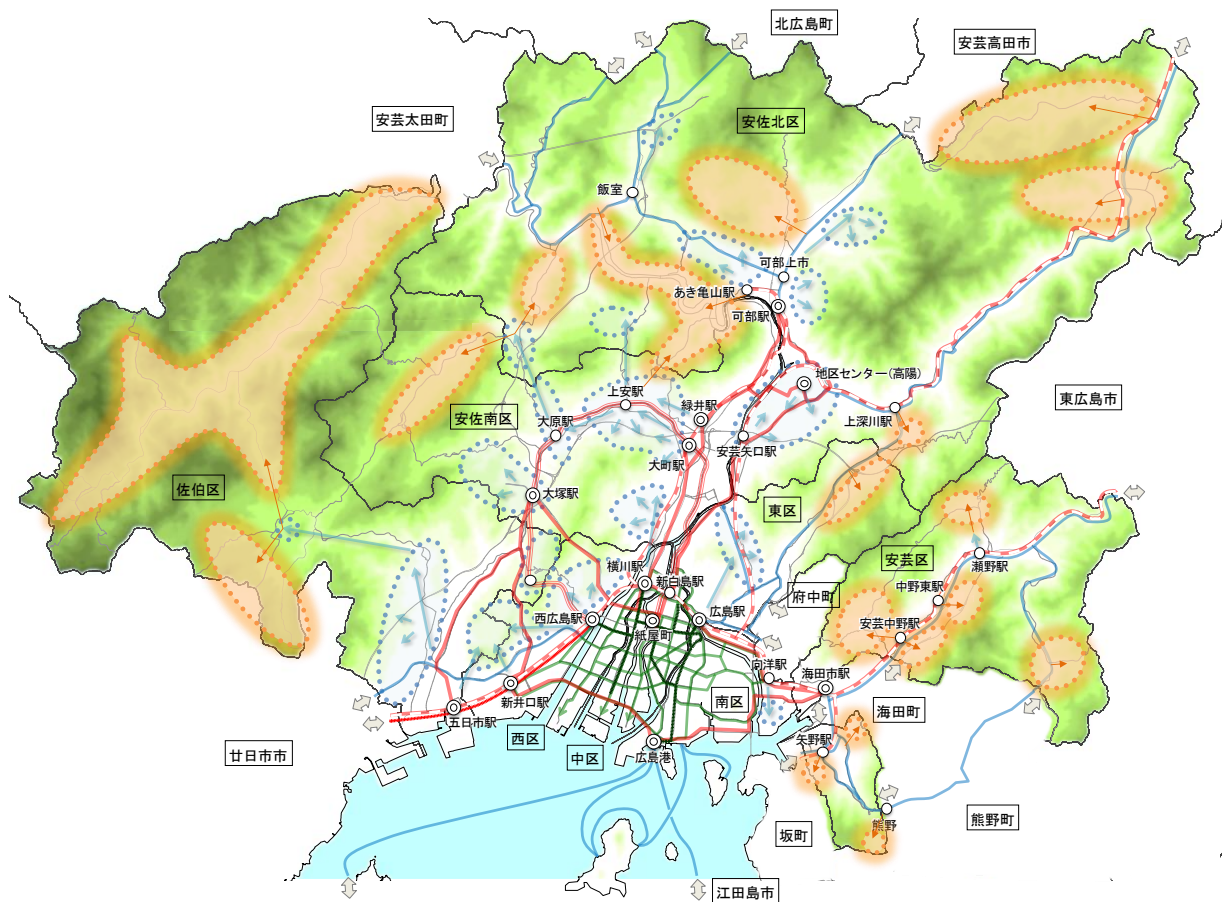 北広島町
安芸高田市
安芸太田町
安佐北区
飯室
可部上市
あき亀山駅
可部駅
地区センター(高陽)
東広島市
上安駅
緑井駅
安佐南区
大原駅
上深川駅
安芸矢口駅
大町駅
佐伯区
大塚駅
東区
安芸区
瀬野駅
横川駅
新白島駅
府中町
中野東駅
西広島駅
広島駅
紙屋町
安芸中野駅
向洋駅
海田市駅
新井口駅
南区
海田町
五日市駅
西区
矢野駅
廿日市市
中区
広島港
熊野町
熊野
坂町
江田島市